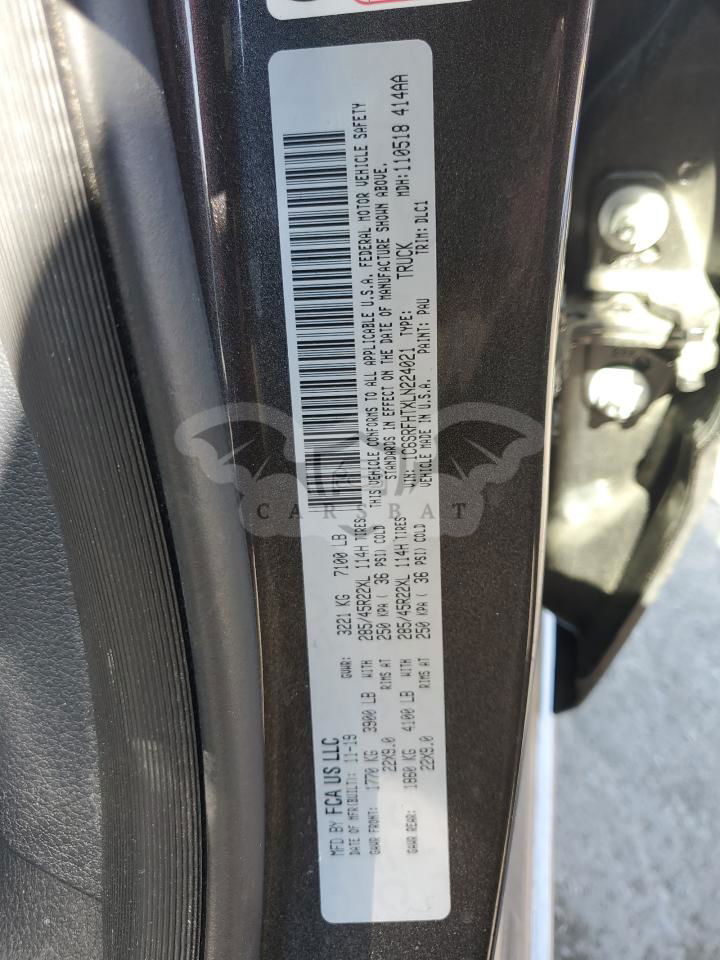 MFD BY FCA US LLC
DATE OF MFR(BUILT): 11-19 GVWR: 3221 KG 7100 LB
GAWR FRONT: 1770 KG 3900 LB WITH 285/45R22XL 114H TIRES
22X9.0 RIMS AT 250 KPA ( 36 PSI) COLD
GAWR REAR: 1860 KG 4100 LB WITH 285/45R22XL 114H TIRES
22X9.0 RIMS AT 250 KPA ( 36 PSI) COLD
THIS VEHICLE CONFORMS TO ALL APPLICABLE U.S.A. FEDERAL MOTOR VEHICLE SAFETY
STANDARDS IN EFFECT ON THE DATE OF MANUFACTURE SHOWN ABOVE.
VIN: 1C6SRFHTXLN224021 TYPE: TRUCK MDH: 110518 414AA
VEHICLE MADE IN U.S.A. PAINT: PAU TRIM: DLC1
CARSBAT